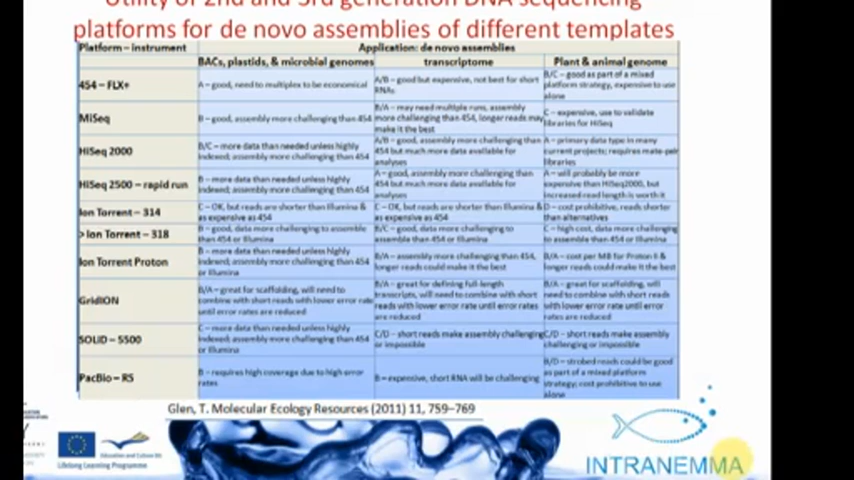 Utility of 2nd and 3rd generation DNA sequencing
platforms for de novo assemblies of different templates
Platform – instrument
Application: de novo assemblies
BACs, plastids, & microbial genomes
transcriptome
Plant & animal genome
454 – FLX+
A – good, need to multiplex to be economical
A/B – good but expensive, not best for short
RNAs
B/C – good as part of a mixed
platform strategy, expensive to use
alone
MiSeq
B – good, assembly more challenging than 454
B/A – may need multiple runs, assembly
more challenging than 454, longer reads may
make it the best
C – expensive, use to validate
libraries for HiSeq
HiSeq 2000
B/C – more data than needed unless highly
indexed; assembly more challenging than 454
A/B – good, assembly more challenging than
454 but much more data available for
analyses
A – primary data type in many
current projects; requires mate-pair
libraries
HiSeq 2500 – rapid run
B – more data than needed unless highly
indexed; assembly more challenging than 454
A – good, assembly more challenging than
454 but much more data available for
analyses
A – will probably be more
expensive than HiSeq2000, but
increased read length is worth it
Ion Torrent – 314
C – OK, but reads are shorter than Illumina &
as expensive as 454
C – OK, but reads are shorter than Illumina &
as expensive as 454
D – cost prohibitive, reads shorter
than alternatives
>Ion Torrent – 318
B – good, data more challenging to assemble
than 454 or Illumina
B/C – good, data more challenging to
assemble than 454 or Illumina
C – high cost, data more challenging
to assemble than 454 or Illumina
Ion Torrent Proton
B – more data than needed unless highly
indexed; assembly more challenging than 454
or Illumina
B/A – assembly more challenging than 454,
longer reads could make it the best
B/A – cost per MB for Proton II &
longer reads could make it the best
GridION
B/A – great for scaffolding, will need to
combine with short reads with lower error rate
until error rates are reduced
B/A – great for defining full-length
transcripts, will need to combine with short
reads with lower error rate until error rates
are reduced
B/A – great for scaffolding, will
need to combine with short reads
with lower error rate until error
rates are reduced
SOLiD – 5500
C – more data than needed unless highly
indexed; assembly more challenging than 454
or Illumina
C/D – short reads make assembly challenging
or impossible
C/D – short reads make assembly
challenging or impossible
PacBio – RS
B – requires high coverage due to high error
rates
B – expensive, short RNA will be challenging
B/D – strobed reads could be good
as part of a mixed platform
strategy; cost prohibitive to use
alone
Glen, T. Molecular Ecology Resources (2011) 11, 759–769
Education and Culture
Lifelong Learning Programme
INTRANEMMA